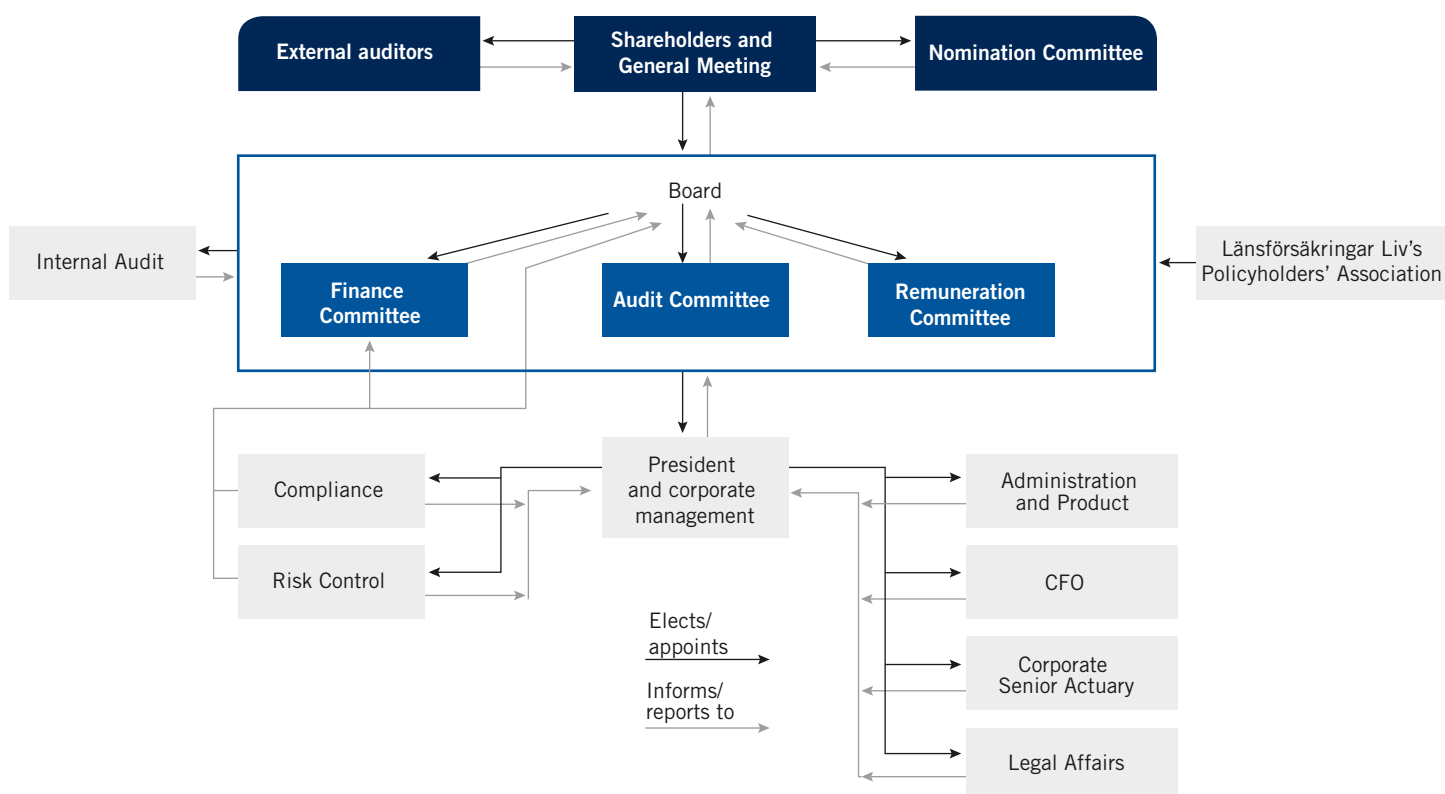 External auditors
Shareholders and
General Meeting
Nomination Committee
Board
Internal Audit
Länsförsäkringar Liv's
Policyholders' Association
Finance
Committee
Audit Committee
Remuneration
Committee
President
and corporate
management
Compliance
Administration
and Product
Risk Control
CFO
Elects/
appoints
Corporate
Senior Actuary
Informs/
reports to
Legal Affairs